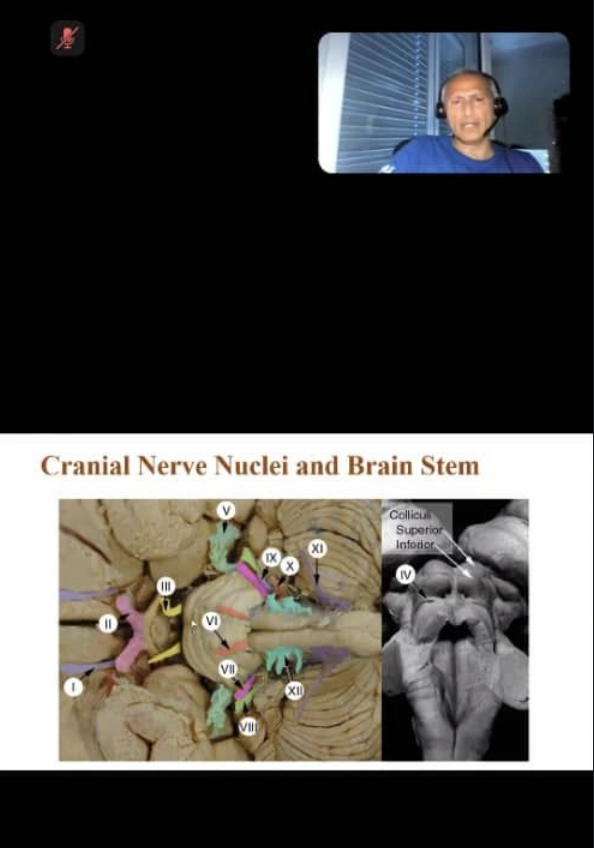 Cranial Nerve Nuclei and Brain Stem
V
IX
X
XI
Colliculi
Superior
Inferior
III
IV
II
VI
VII
I
XII
VIII